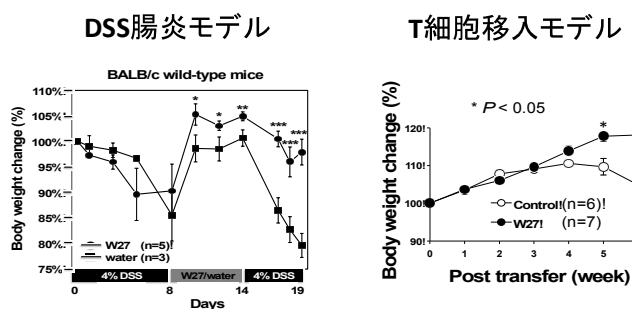 DSS腸炎モデル
BALB/c wild-type mice
Body weight change (%)
110%
105%
100%
95%
90%
85%
80%
75%
* * ** *** *** ***
W27 (n=5)!
water (n=3)
4% DSS W27/water 4% DSS
0 8 14 19
Days
T細胞移入モデル
* P < 0.05
Body weight change (%)
120!
110!
100!
90!
*
Control! (n=6)!
W27! (n=7)
0 1 2 3 4 5 6
Post transfer (week)